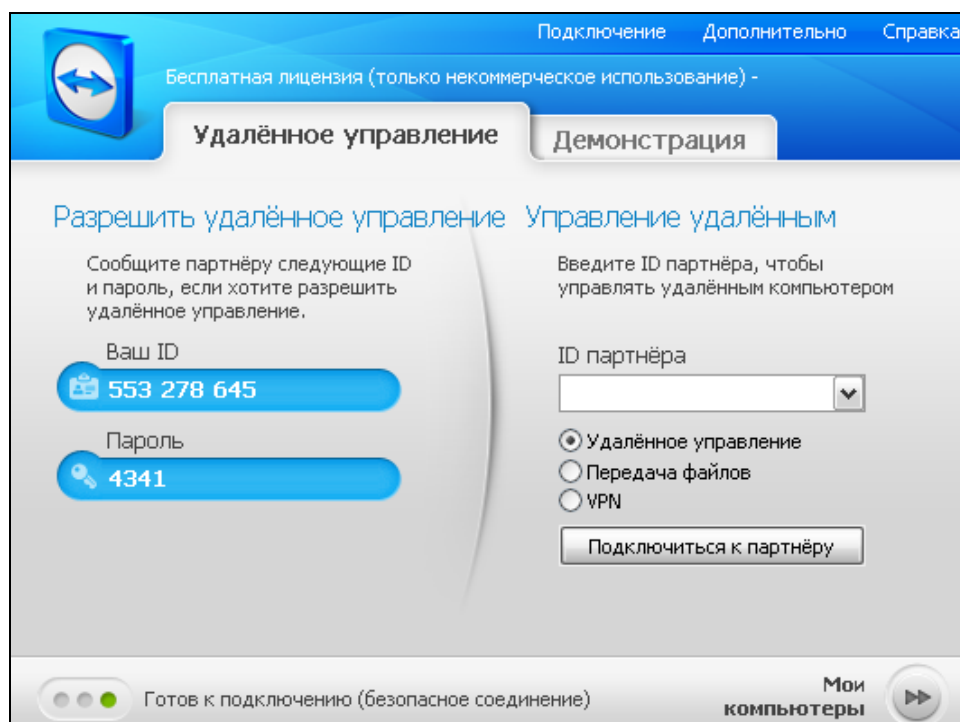 Подключение Дополнительно Справка
Бесплатная лицензия (только некоммерческое использование) -
Удалённое управление
Демонстрация
Разрешить удалённое управление
Сообщите партнёру следующие ID
и пароль, если хотите разрешить
удалённое управление.
Ваш ID
553 278 645
Пароль
4341
Управление удалённым
Введите ID партнёра, чтобы
управлять удалённым компьютером
ID партнёра
Удалённое управление
Передача файлов
VPN
Подключиться к партнёру
Готов к подключению (безопасное соединение)
Мои
компьютеры